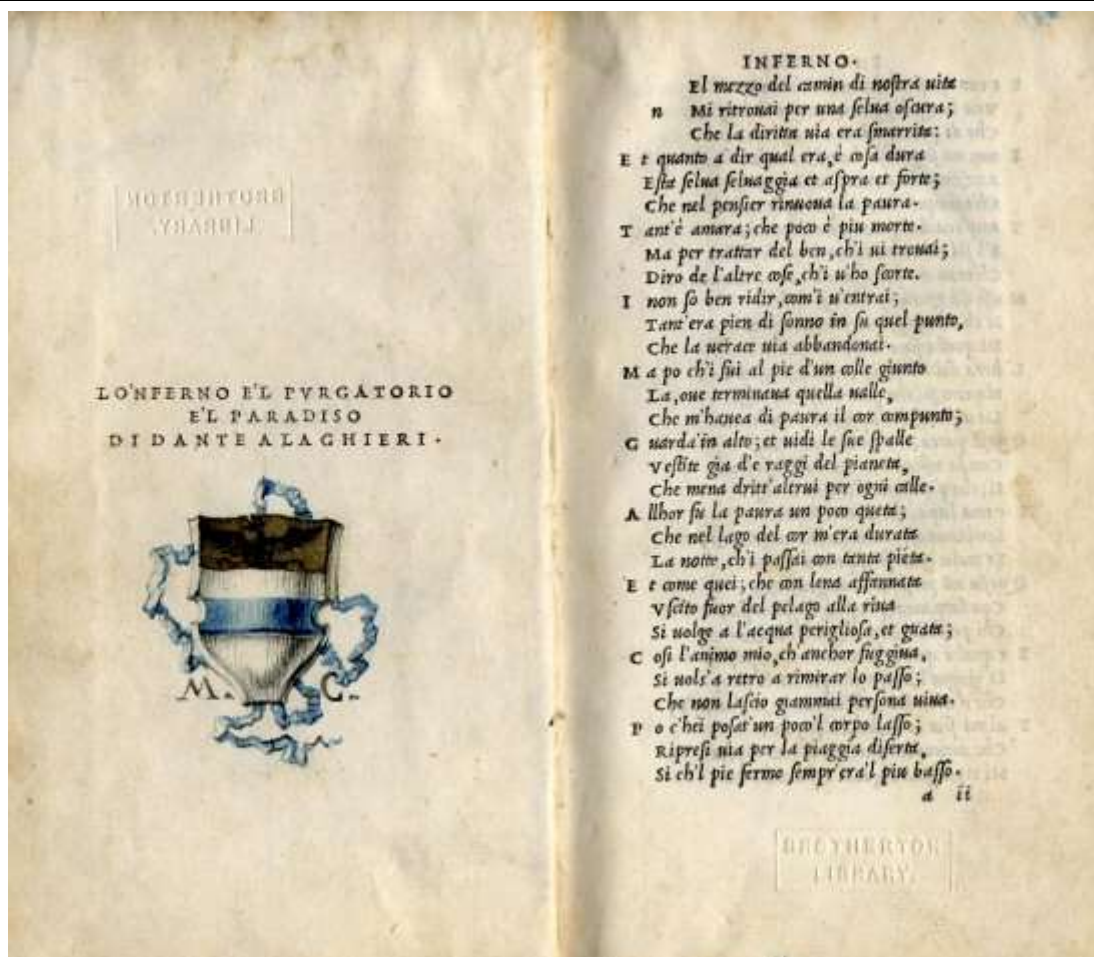 BROTHERTON
LIBRARY.
LO'NFERNO E'L PVRGATORIO
E'L PARADISO
DI DANTE ALAGHIERI.
M. C.
INFERNO.
El mezzo del camin di noſtra uita
n Mi ritrouai per una ſelua oſcura;
Che la diritta uia era ſmarrita:
E t quanto a dir qual era, è coſa dura
Eſta ſelua ſeluaggia et aſpra et forte;
Che nel penſier rinuoua la paura.
T ant'è amara; che poco è piu morte.
Ma per trattar del ben, ch'i ui trouai;
Diro de l'altre coſe, ch'i u'ho ſcorte.
I non ſo ben ridir, com'i u'entrai;
Tant'era pien di ſonno in ſu quel punto,
Che la uerace uia abbandonai.
M a po ch'i fui al pie d'un colle giunto
La, oue terminaua quella ualle,
Che m'hauea di paura il cor compunto;
G uarda'in alto; et uidi le ſue ſpalle
Veſtite gia d'e raggi del pianeta,
Che mena dritt'altrui per ogni calle.
A llhor fu la paura un poco queta;
Che nel lago del cor m'era durata
La notte, ch'i paſſai con tanta pieta.
E t come quei; che con lena affannata
Vſcito fuor del pelago alla riua
Si uolge a l'acqua periglioſa, et guata;
C oſi l'animo mio, ch'anchor fuggiua,
Si uolſ'a retro a rimirar lo paſſo;
Che non laſcio giammai perſona uiua.
P o c'hei poſat'un poco'l corpo laſſo;
Ripreſi uia per la piaggia diſerta,
Si ch'l pie fermo ſempr'era'l piu baſſo.
a ii
BROTHERTON
LIBRARY.